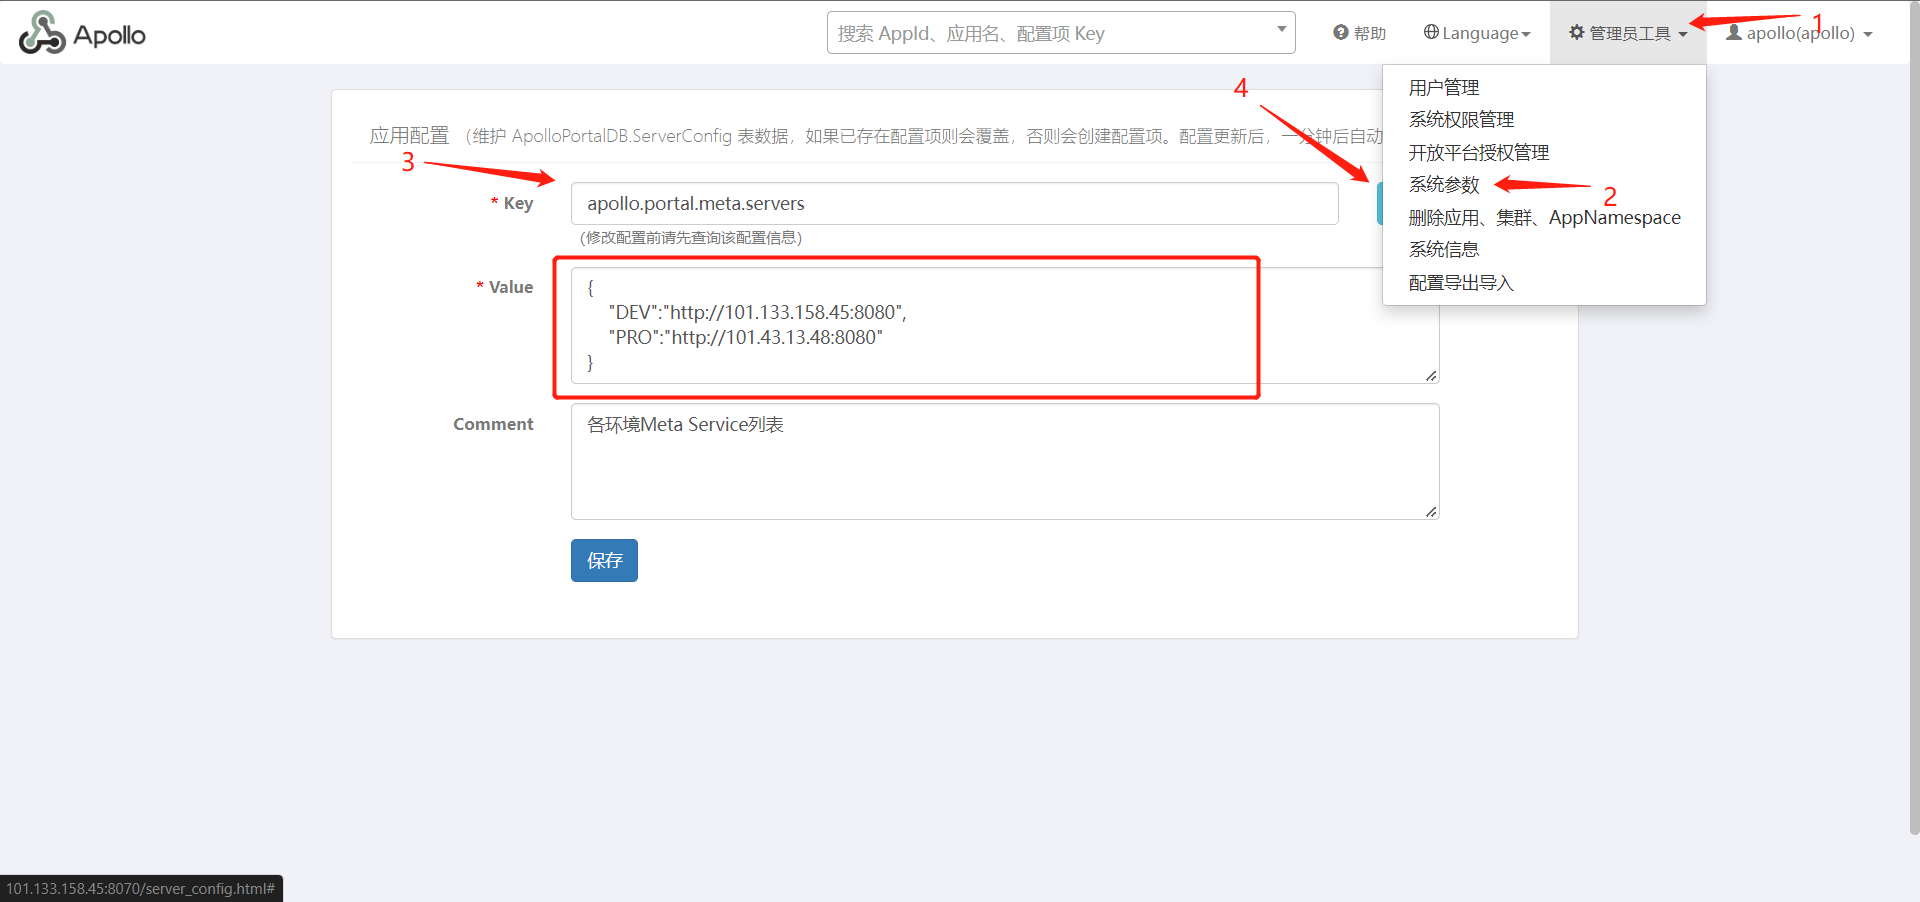 Apollo
搜索 AppId、应用名、配置项 Key
帮助
Language
管理员工具
apollo(apollo)
1
用户管理
系统权限管理
开放平台授权管理
系统参数
2
删除应用、集群、AppNamespace
系统信息
配置导出导入
4
应用配置 （维护 ApolloPortalDB.ServerConfig 表数据，如果已存在配置项则会覆盖，否则会创建配置项。配置更新后，一分钟后自动
3
* Key
apollo.portal.meta.servers
(修改配置前请先查询该配置信息)
* Value
{
"DEV":"http://101.133.158.45:8080",
"PRO":"http://101.43.13.48:8080"
}
Comment
各环境Meta Service列表
保存
101.133.158.45:8070/server_config.html#